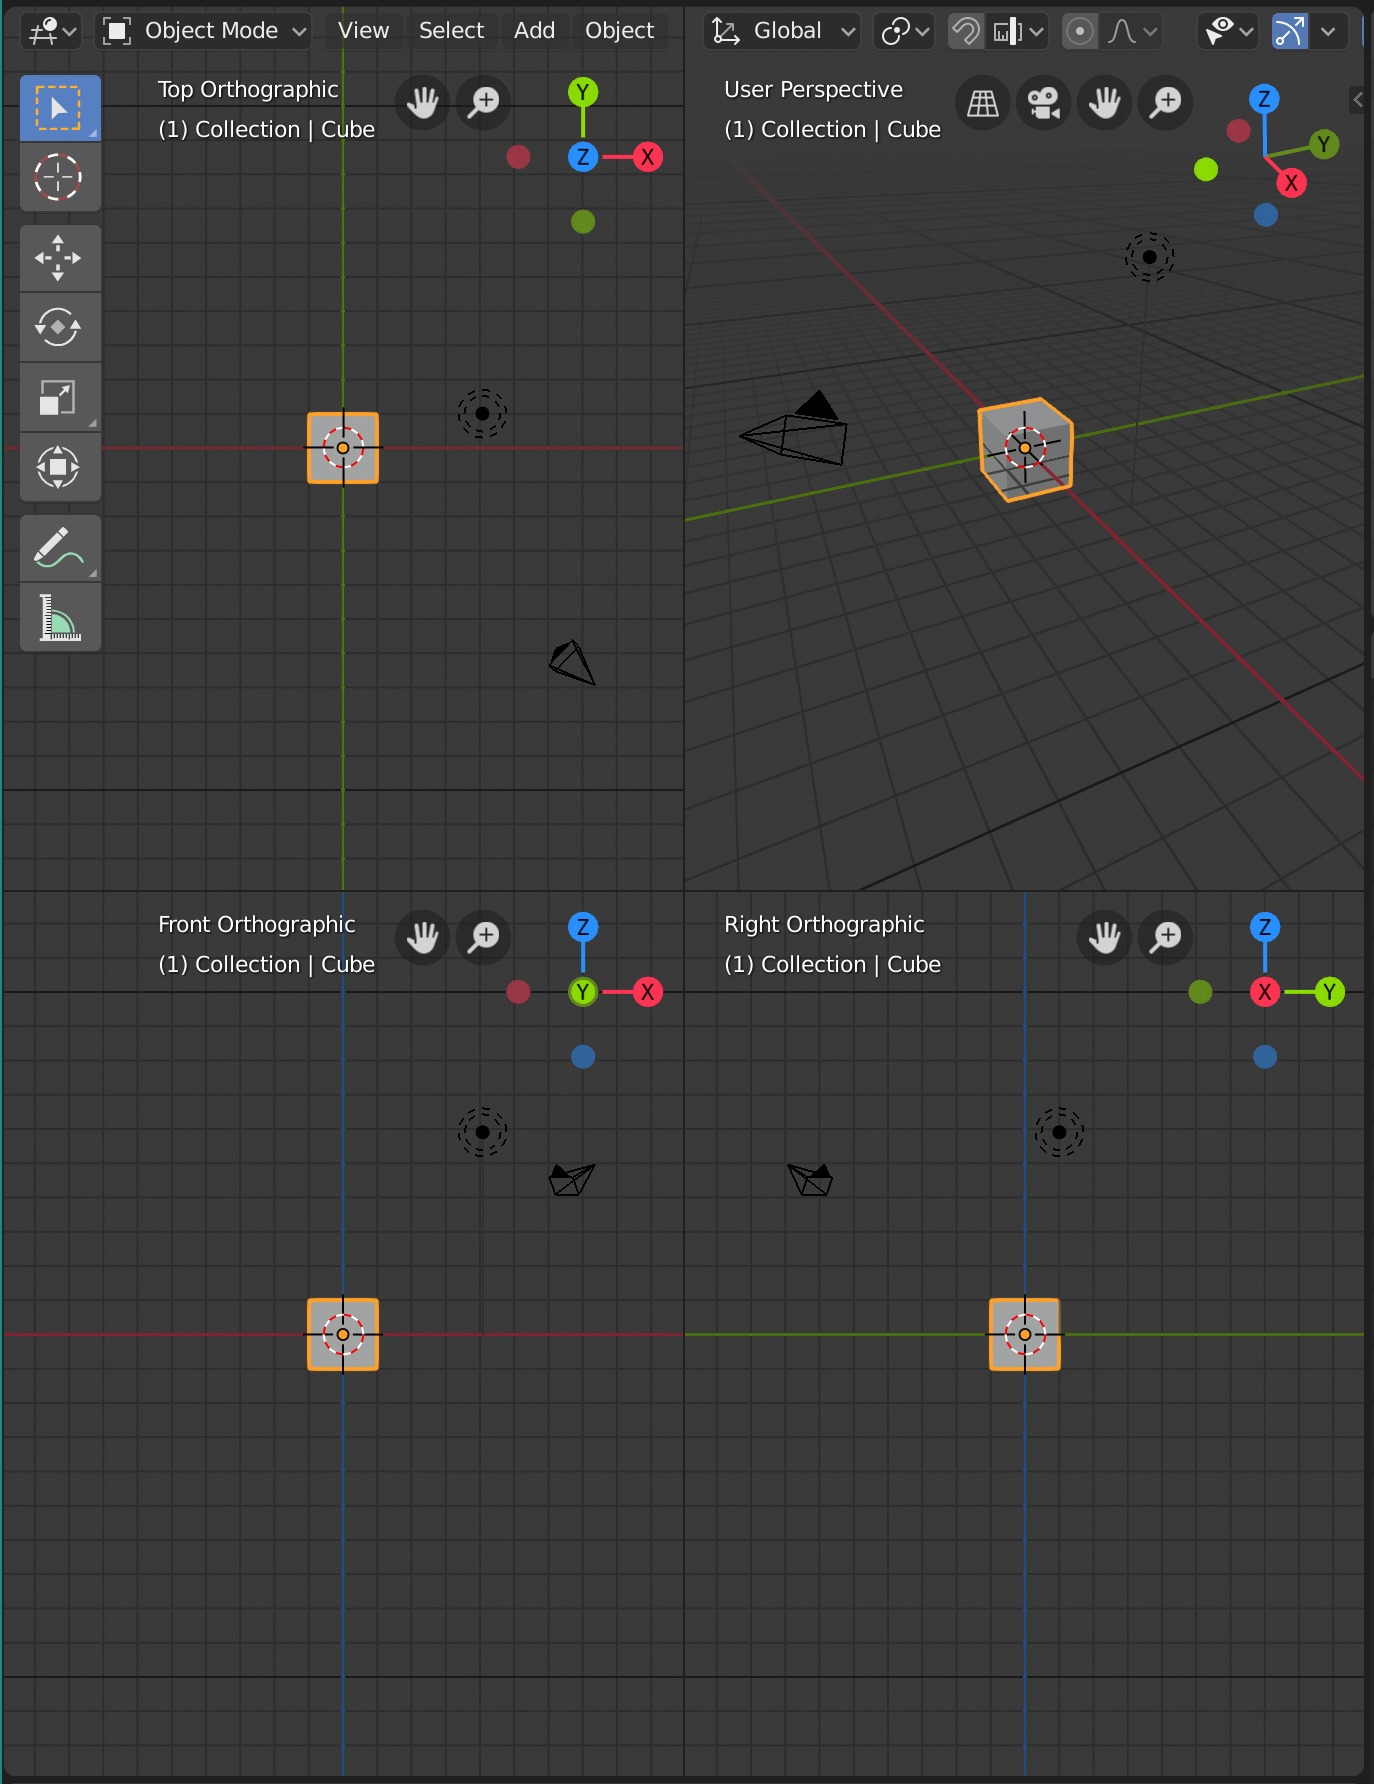 Object Mode View Select Add Object Global
Top Orthographic
(1) Collection | Cube
Y
Z X
User Perspective
(1) Collection | Cube
Z
Y
X
Front Orthographic
(1) Collection | Cube
Z
Y X
Right Orthographic
(1) Collection | Cube
Z
X Y